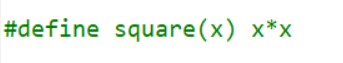 #define square(x) x*x